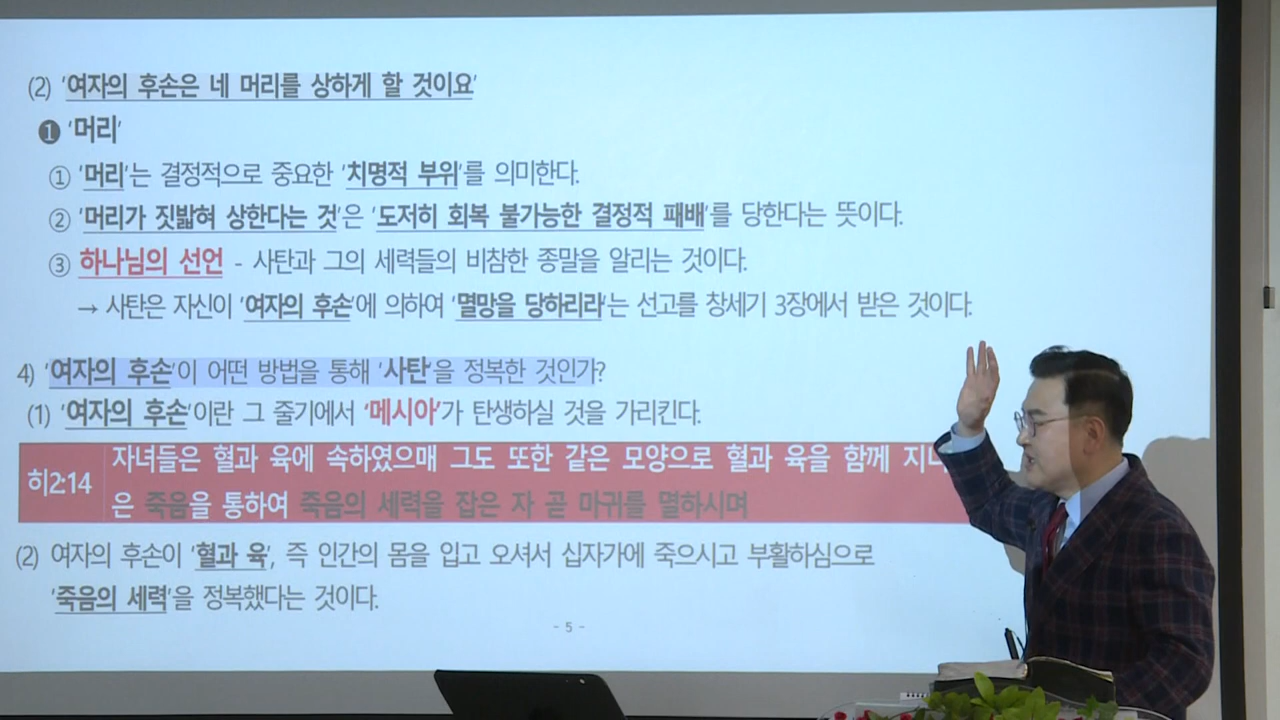 (2) '여자의 후손은 네 머리를 상하게 할 것이요'
❶ '머리'
① '머리'는 결정적으로 중요한 '치명적 부위'를 의미한다.
② '머리가 짓밟혀 상한다는 것'은 '도저히 회복 불가능한 결정적 패배'를 당한다는 뜻이다.
③ 하나님의 선언 - 사탄과 그의 세력들의 비참한 종말을 알리는 것이다.
→ 사탄은 자신이 '여자의 후손'에 의하여 '멸망을 당하리라'는 선고를 창세기 3장에서 받은 것이다.
4) '여자의 후손'이 어떤 방법을 통해 '사탄'을 정복한 것인가?
(1) '여자의 후손'이란 그 줄기에서 '메시아'가 탄생하실 것을 가리킨다.
히2:14
자녀들은 혈과 육에 속하였으매 그도 또한 같은 모양으로 혈과 육을 함께
은 죽음을 통하여 죽음의 세력을 잡은 자 곧 마귀를 멸하시며
(2) 여자의 후손이 '혈과 육', 즉 인간의 몸을 입고 오셔서 십자가에 죽으시고 부활하심으로
'죽음의 세력'을 정복했다는 것이다.
- 5 -